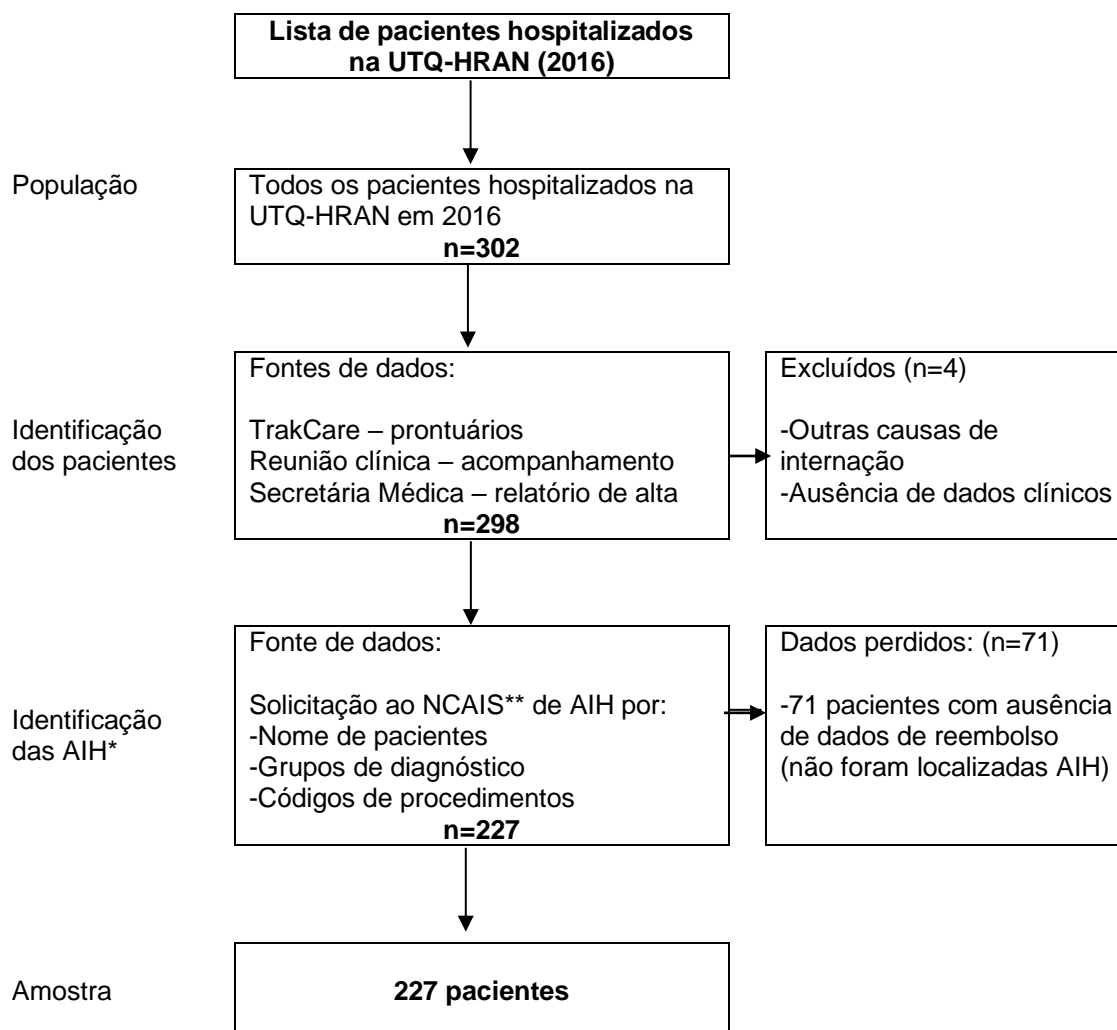 Lista de pacientes hospitalizados
na UTQ-HRAN (2016)
População
Todos os pacientes hospitalizados na
UTQ-HRAN em 2016
n=302
Identificação
dos pacientes
Fontes de dados:
TrakCare – prontuários
Reunião clínica – acompanhamento
Secretária Médica – relatório de alta
n=298
Excluídos (n=4)
-Outras causas de
internação
-Ausência de dados clínicos
Identificação
das AIH*
Fonte de dados:
Solicitação ao NCAIS** de AIH por:
-Nome de pacientes
-Grupos de diagnóstico
-Códigos de procedimentos
n=227
Dados perdidos: (n=71)
-71 pacientes com ausência
de dados de reembolso
(não foram localizadas AIH)
Amostra
227 pacientes